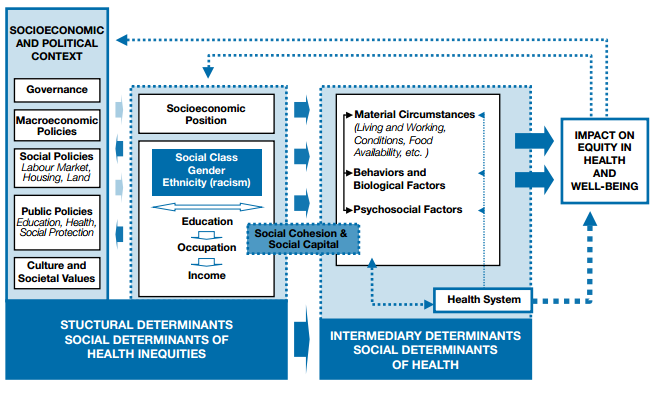 SOCIOECONOMIC
AND POLITICAL
CONTEXT
Governance
Macroeconomic
Policies
Social Policies
Labour Market,
Housing, Land
Public Policies
Education, Health,
Social Protection
Culture and
Societal Values
Socioeconomic
Position
Social Class
Gender
Ethnicity (racism)
Education
Occupation
Income
Social Cohesion &
Social Capital
Material Circumstances
(Living and Working,
Conditions, Food
Availability, etc. )
Behaviors and
Biological Factors
Psychosocial Factors
Health System
IMPACT ON
EQUITY IN
HEALTH
AND
WELL-BEING
STUCTURAL DETERMINANTS
SOCIAL DETERMINANTS OF
HEALTH INEQUITIES
INTERMEDIARY DETERMINANTS
SOCIAL DETERMINANTS
OF HEALTH